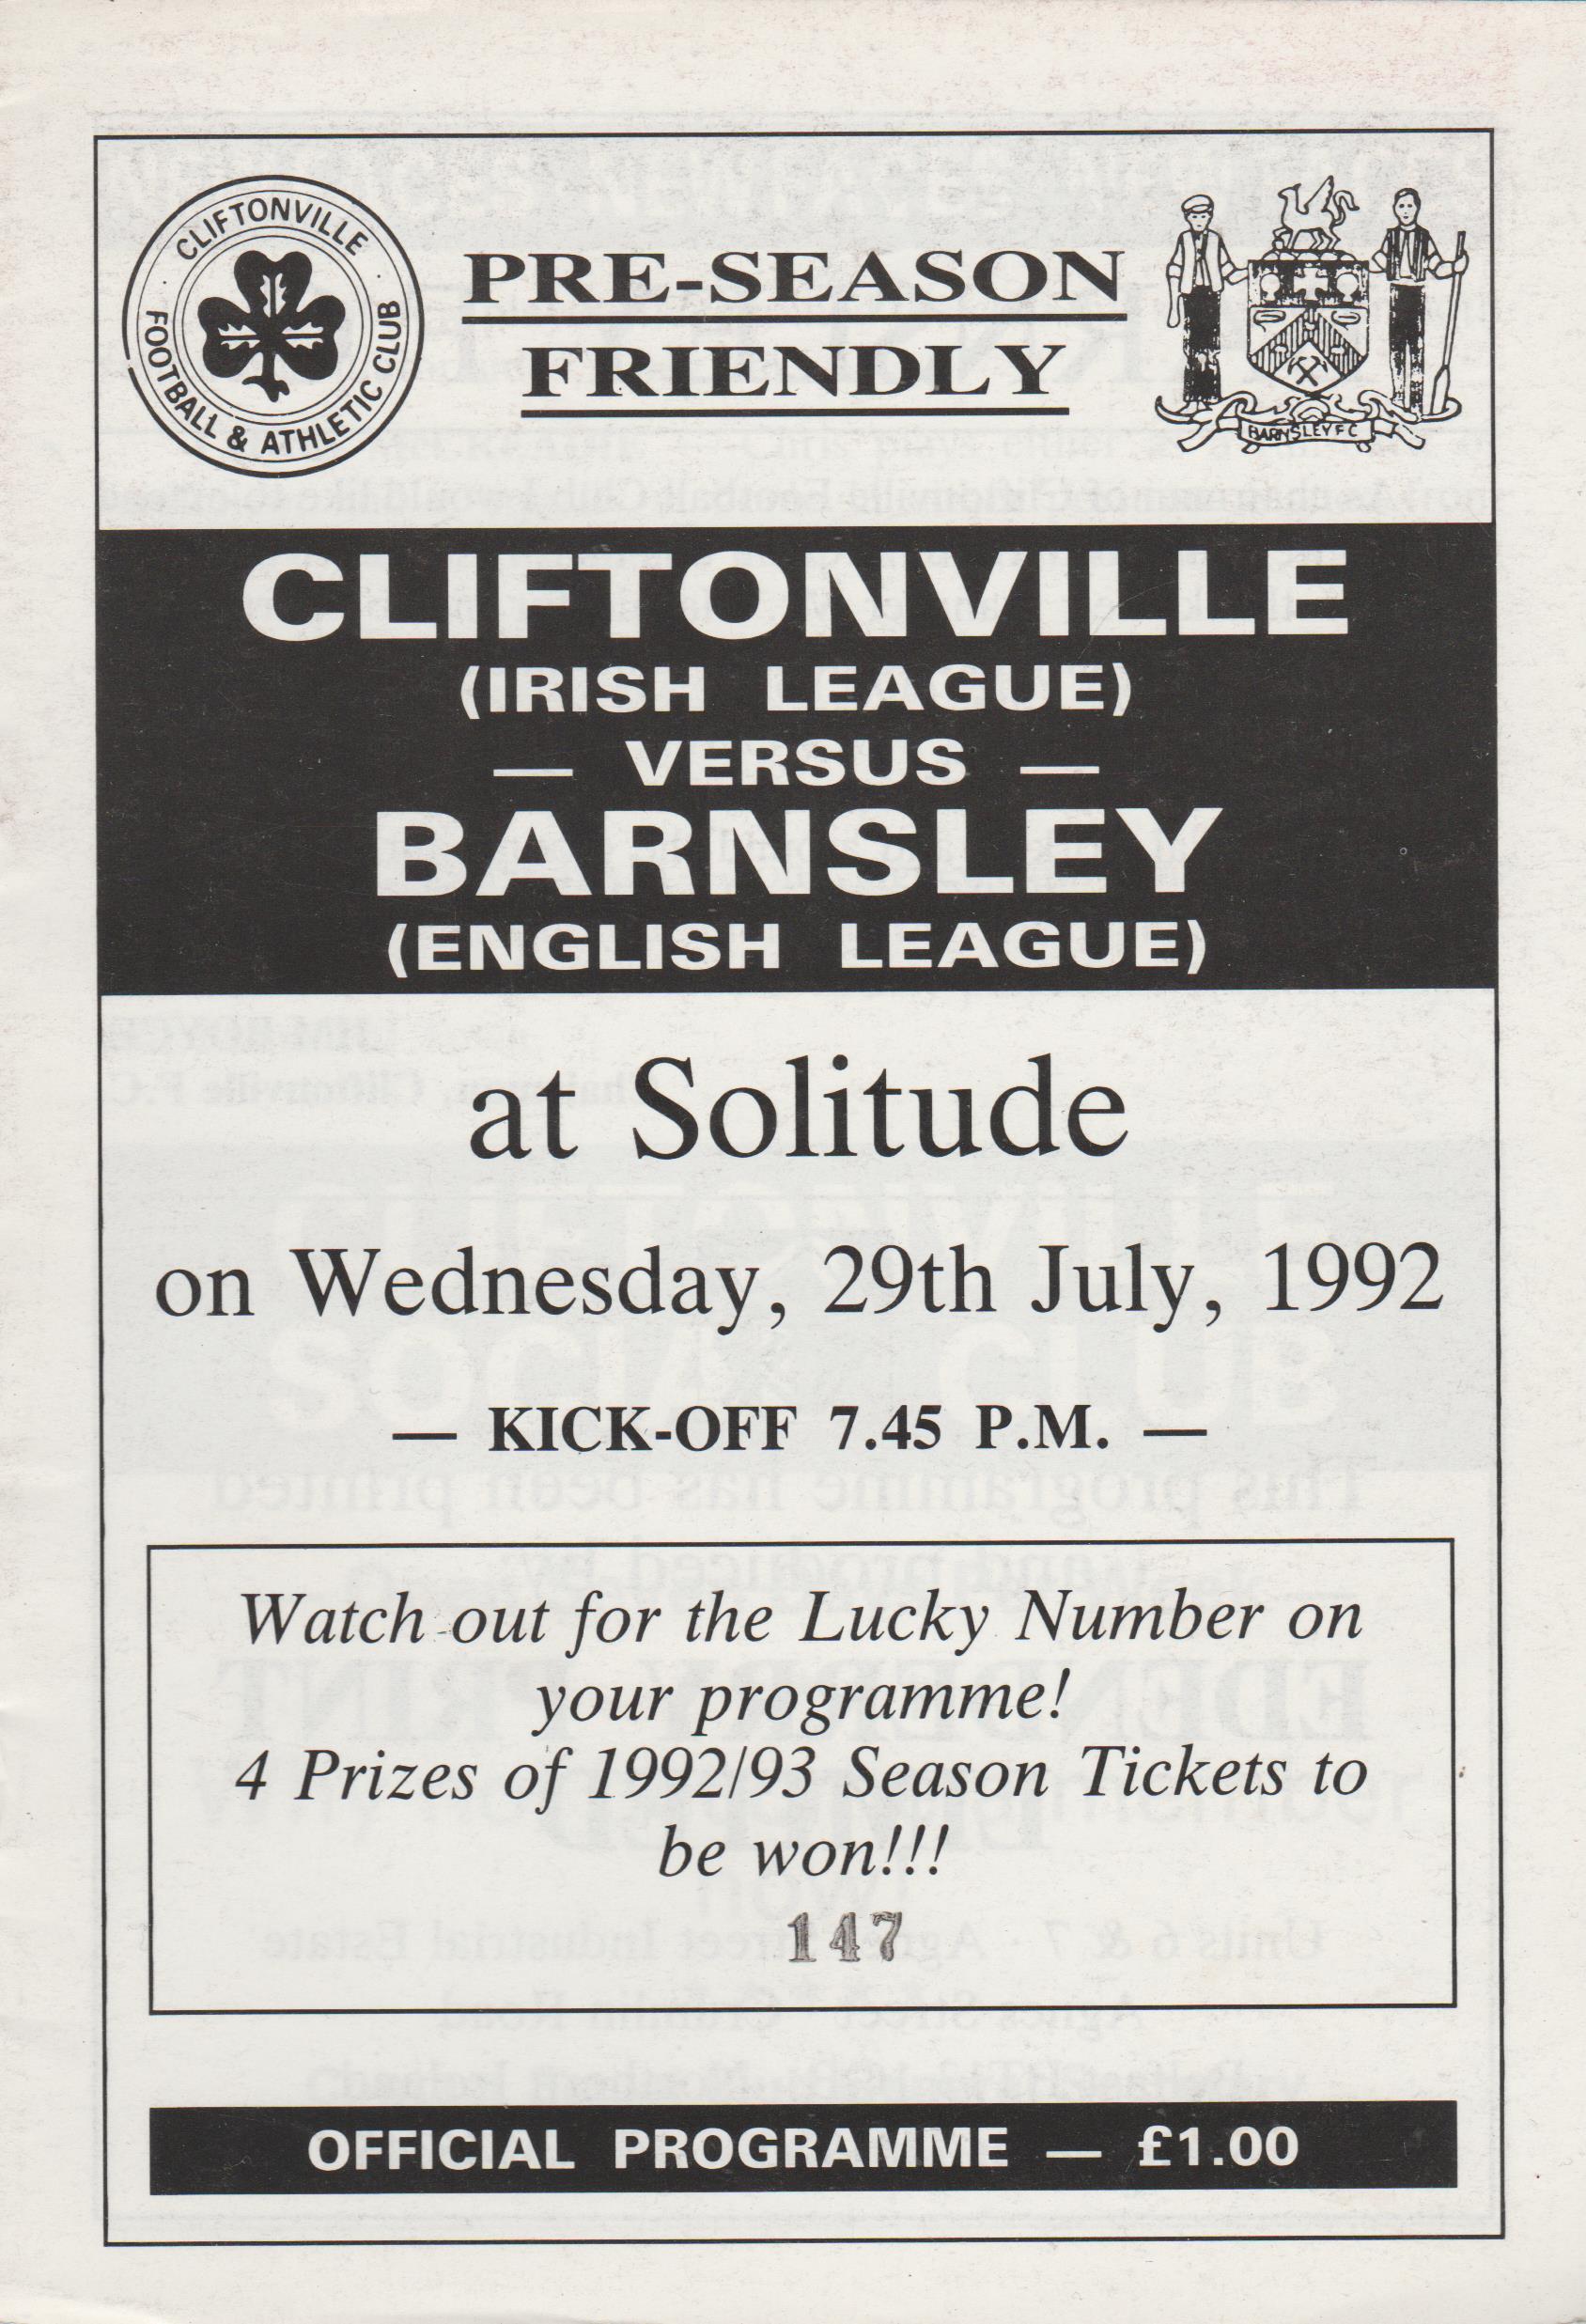 CLIFTONVILLE
FOOTBALL & ATHLETIC CLUB
PRE-SEASON
FRIENDLY
BARNSLEY F C
CLIFTONVILLE
(IRISH LEAGUE)
— VERSUS —
BARNSLEY
(ENGLISH LEAGUE)
at Solitude
on Wednesday, 29th July, 1992
— KICK-OFF 7.45 P.M. —
Watch out for the Lucky Number on
your programme!
4 Prizes of 1992/93 Season Tickets to
be won!!!
147
OFFICIAL PROGRAMME — £1.00